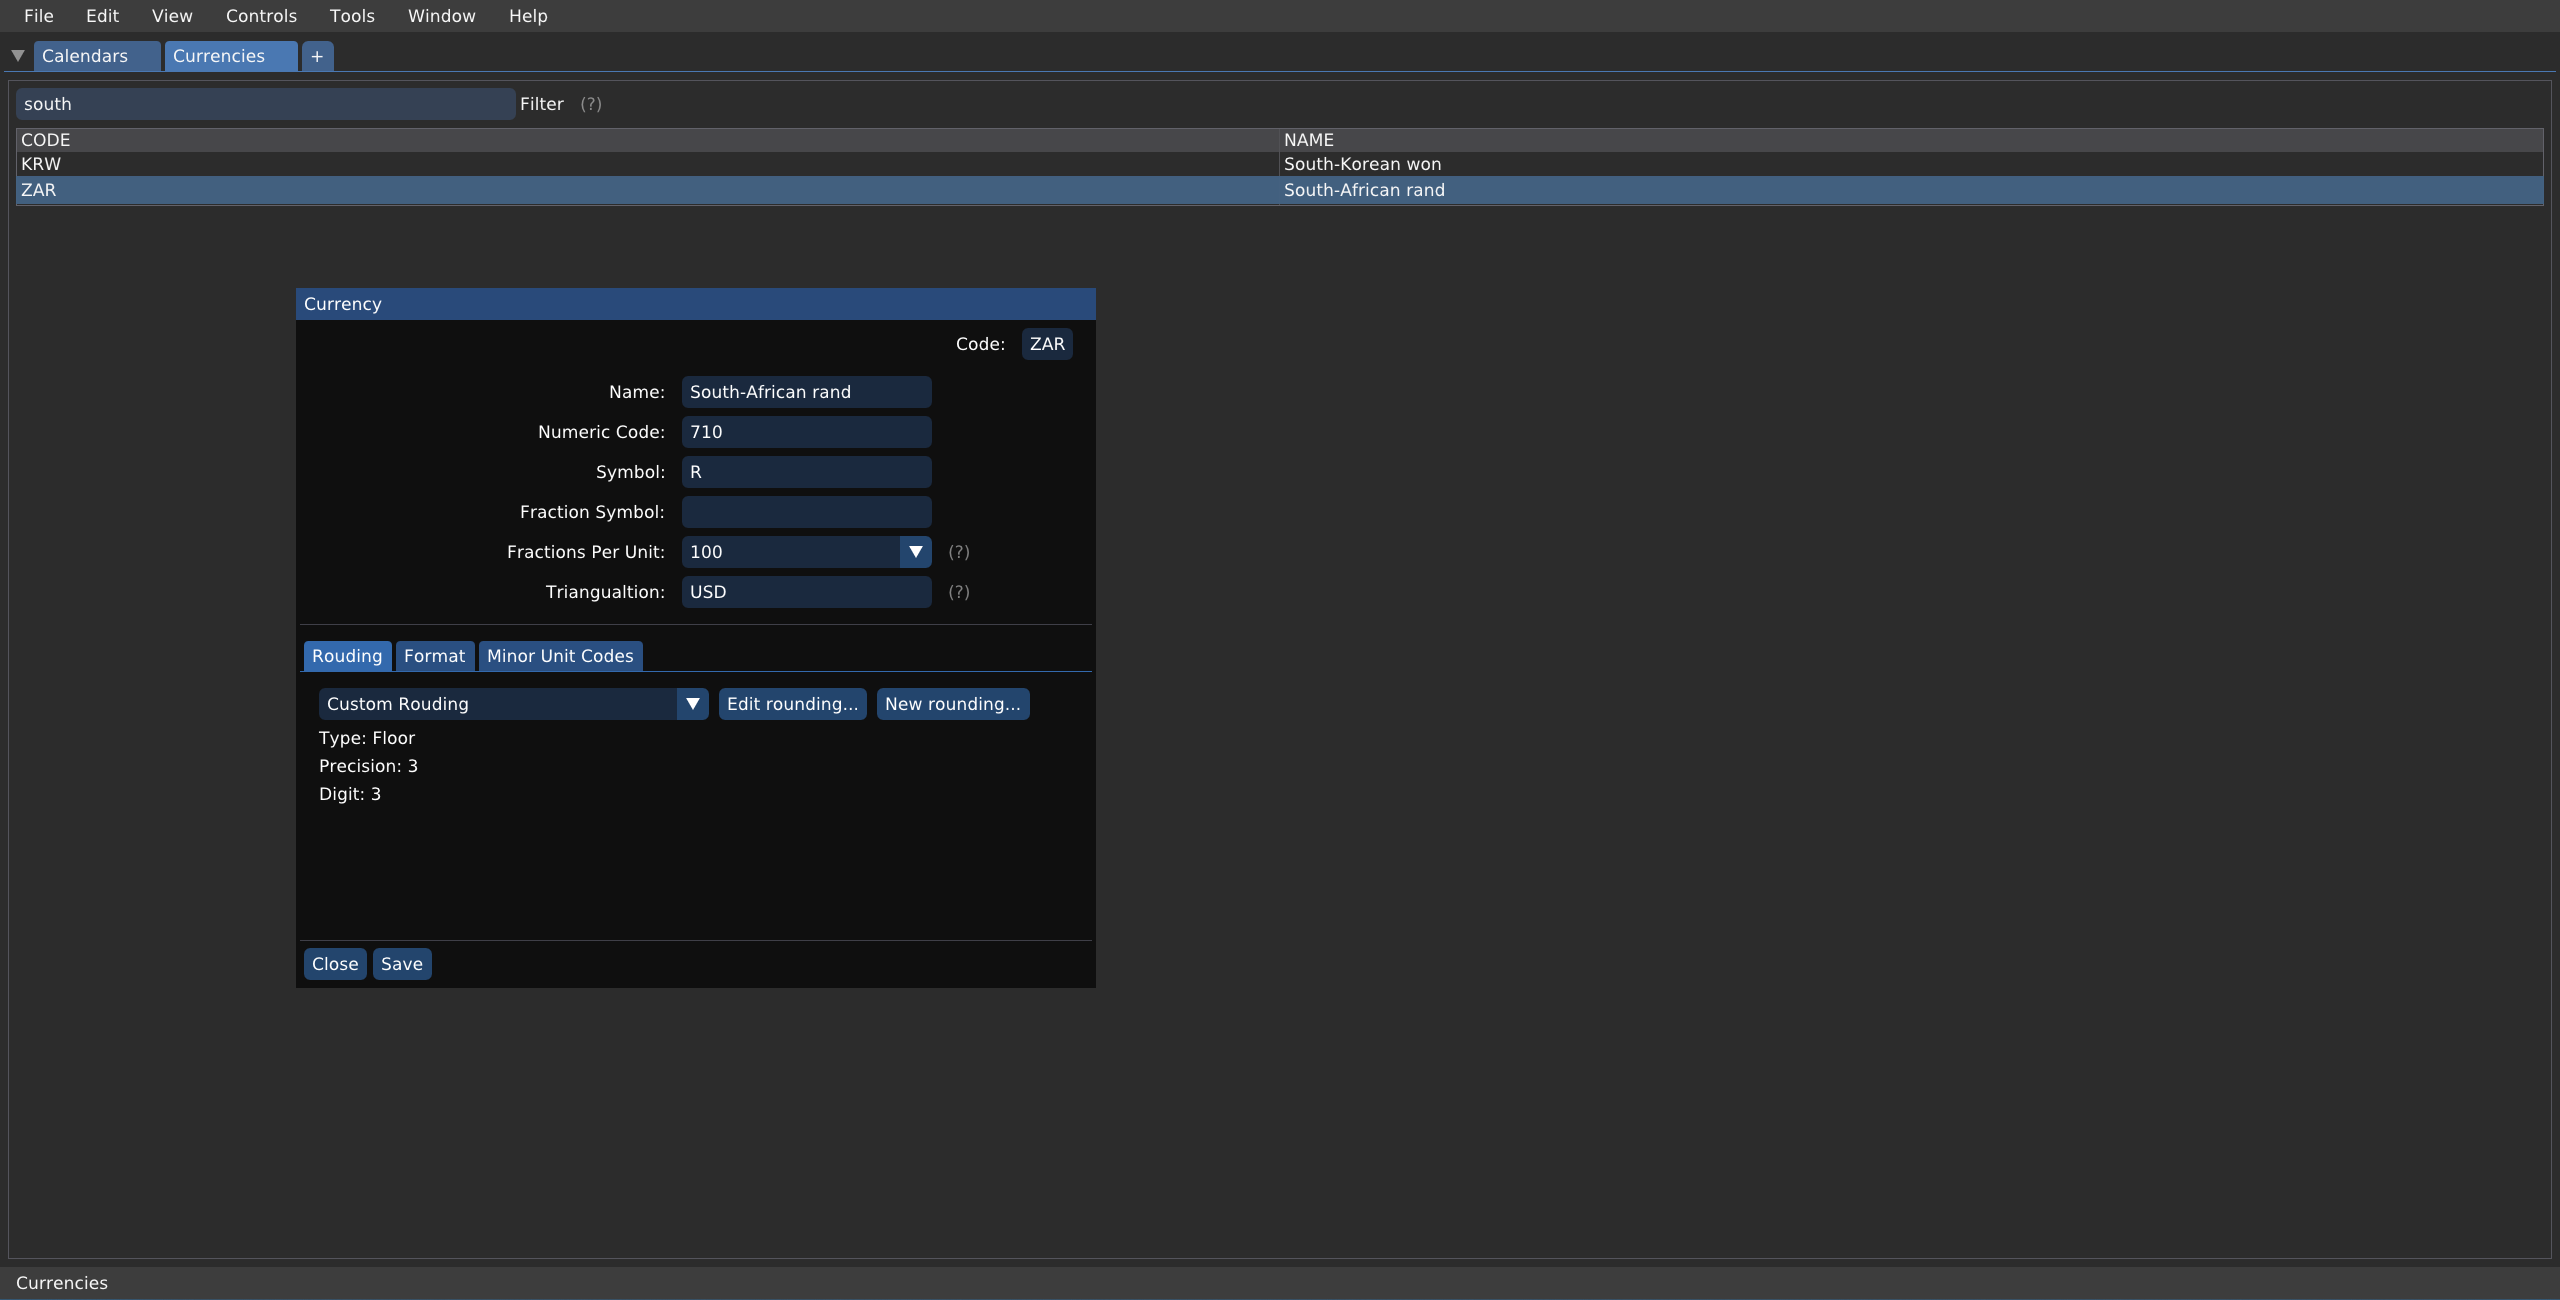 File Edit View Controls Tools Window Help
Calendars Currencies +
south Filter (?)
CODE NAME
KRW South-Korean won
ZAR South-African rand
Currency
Code: ZAR
Name: South-African rand
Numeric Code: 710
Symbol: R
Fraction Symbol:
Fractions Per Unit: 100 (?)
Triangualtion: USD (?)
Rouding Format Minor Unit Codes
Custom Rouding Edit rounding... New rounding...
Type: Floor
Precision: 3
Digit: 3
Close Save
Currencies